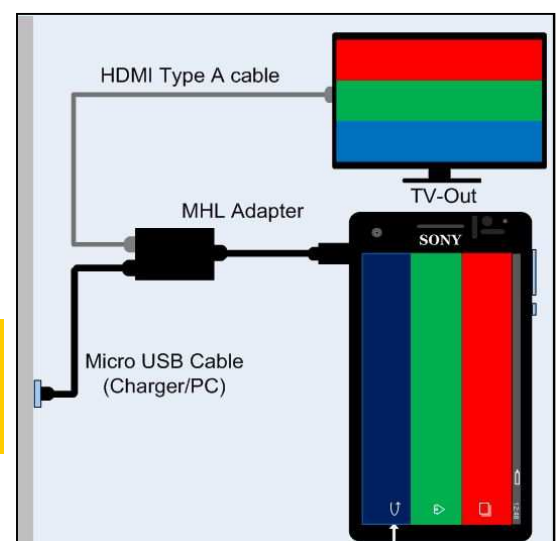 HDMI Type A cable
TV-Out
MHL Adapter
SONY
Micro USB Cable
(Charger/PC)